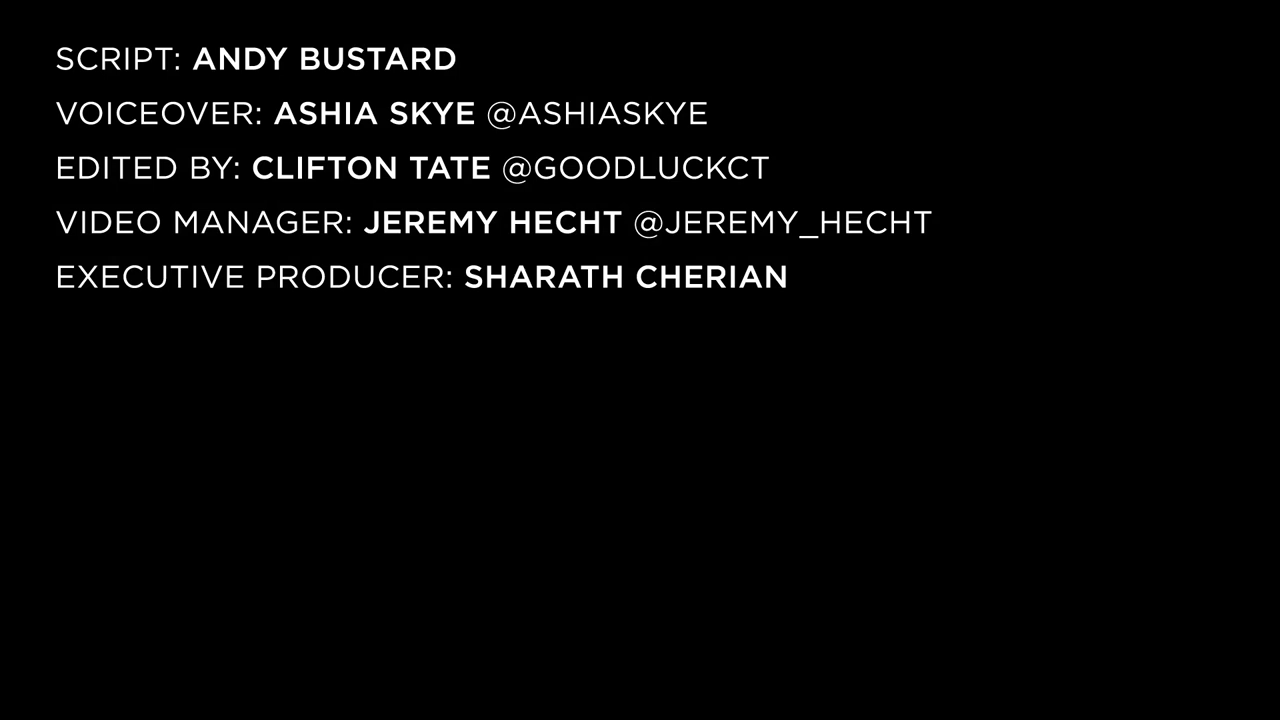 SCRIPT: ANDY BUSTARD
VOICEOVER: ASHIA SKYE @ASHIASKYE
EDITED BY: CLIFTON TATE @GOODLUCKCT
VIDEO MANAGER: JEREMY HECHT @JEREMY_HECHT
EXECUTIVE PRODUCER: SHARATH CHERIAN